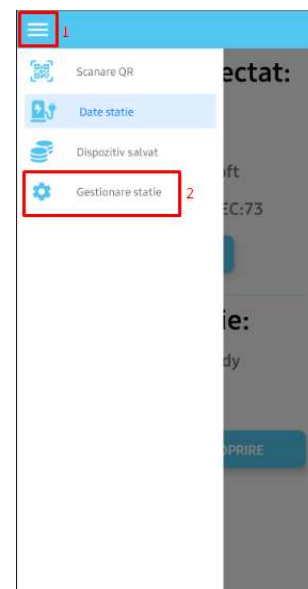 1
Scanare QR
ectat:
Date statie
Dispozitiv salvat
oft
Gestionare statie
2
EC:73
ie:
dy
OPRIRE